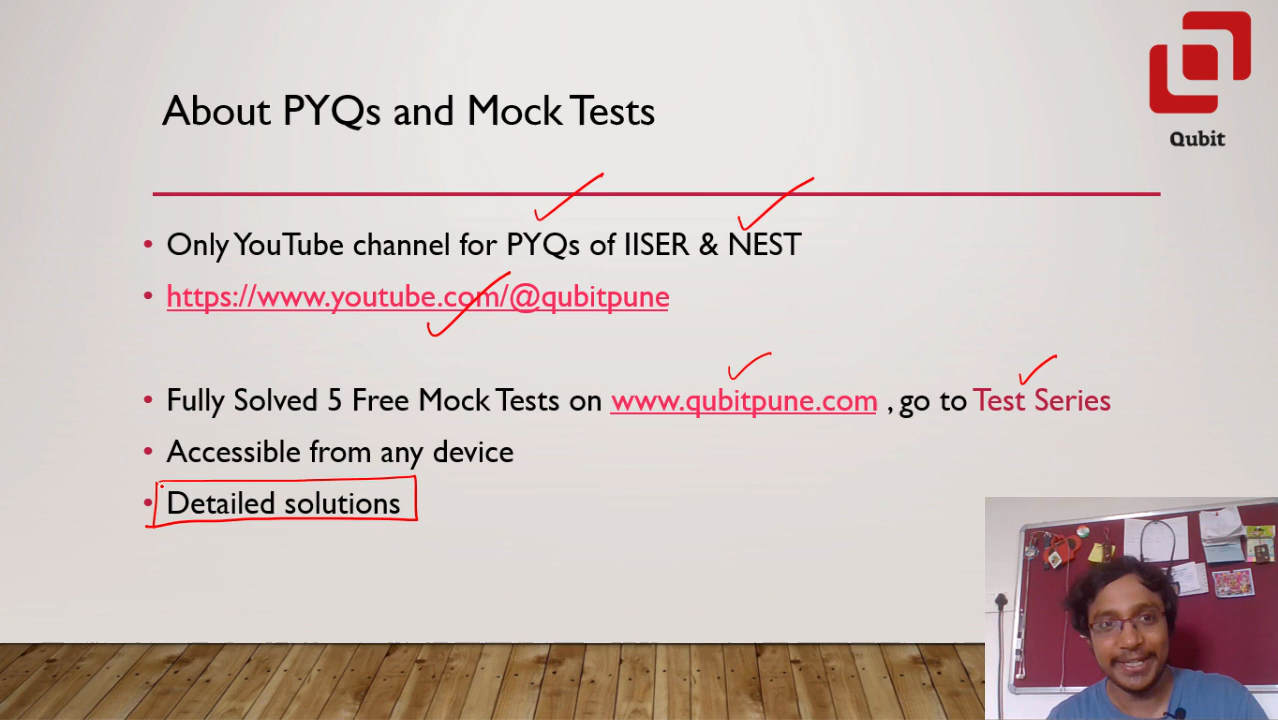 Qubit
About PYQs and Mock Tests
• Only YouTube channel for PYQs of IISER & NEST
• https://www.youtube.com/@qubitpune
• Fully Solved 5 Free Mock Tests on www.qubitpune.com , go to Test Series
• Accessible from any device
• Detailed solutions